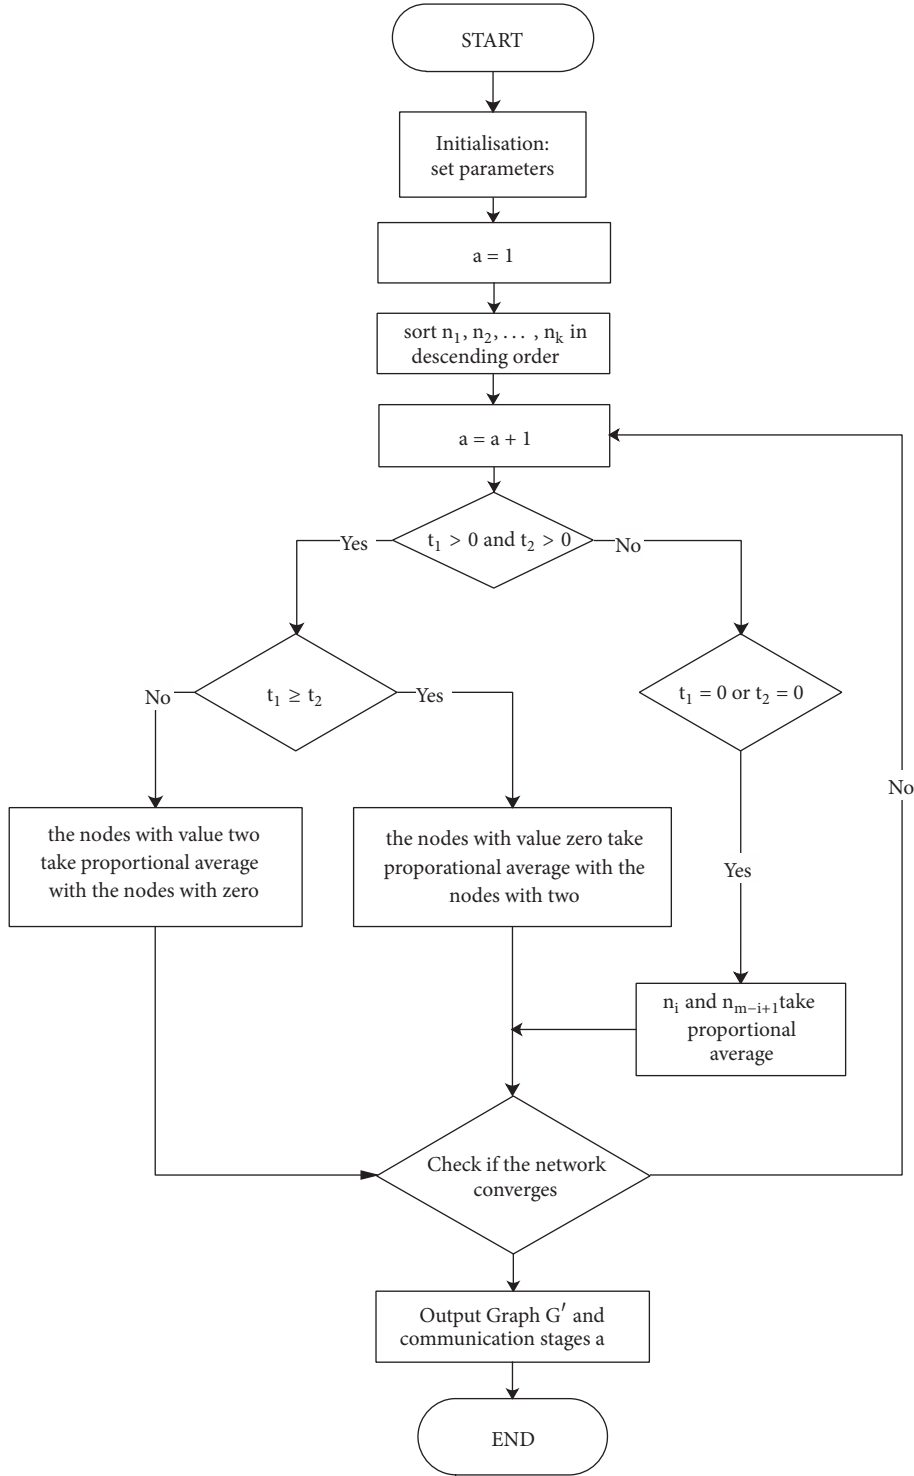 START
Initialisation:
set parameters
a = 1
sort n₁, n₂, . . . , nₖ in
descending order
a = a + 1
t₁ > 0 and t₂ > 0
Yes
No
t₁ ≥ t₂
No
Yes
t₁ = 0 or t₂ = 0
No
the nodes with value two
take proportional average
with the nodes with zero
the nodes with value zero take
proporational average with the
nodes with two
Yes
nᵢ and nₘ₋ᵢ₊₁take
proportional
average
Check if the network
converges
Output Graph G′ and
communication stages a
END